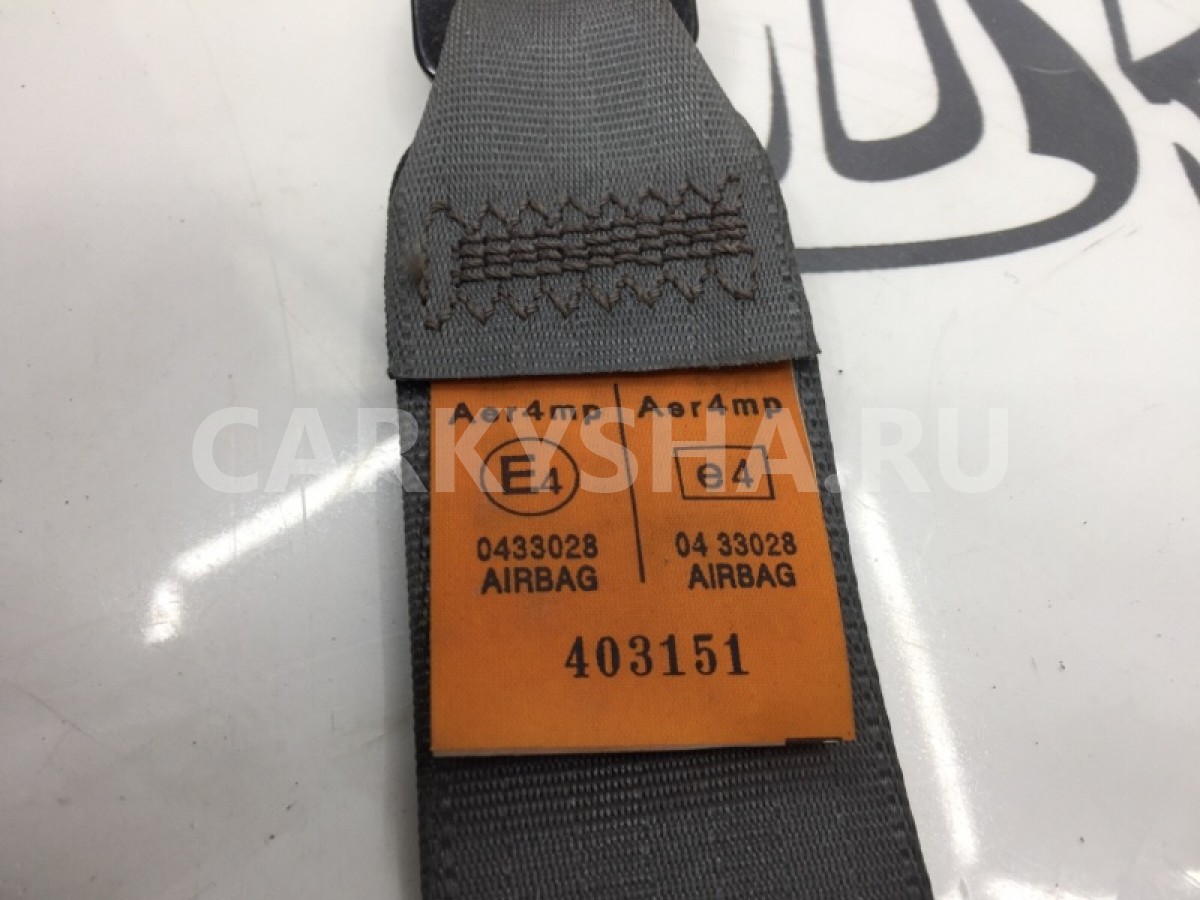 Aer4mp Aer4mp
E4 e4
0433028 04 33028
AIRBAG AIRBAG
403151
CARKYSHA.RU